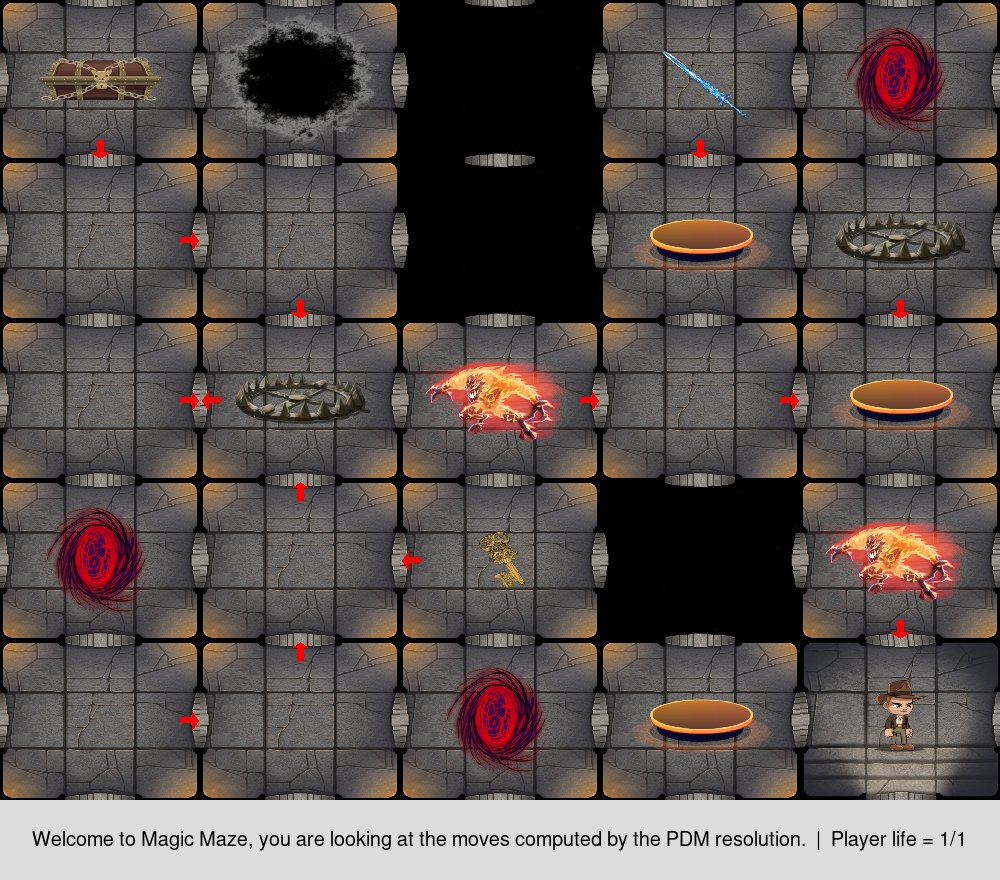 Welcome to Magic Maze, you are looking at the moves computed by the PDM resolution.  |  Player life = 1/1